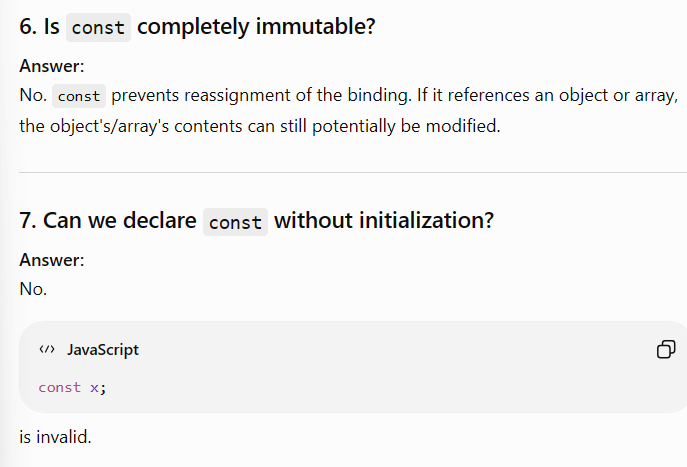 6. Is const completely immutable?
Answer:
No. const prevents reassignment of the binding. If it references an object or array,
the object's/array's contents can still potentially be modified.
7. Can we declare const without initialization?
Answer:
No.
</> JavaScript
const x;
is invalid.